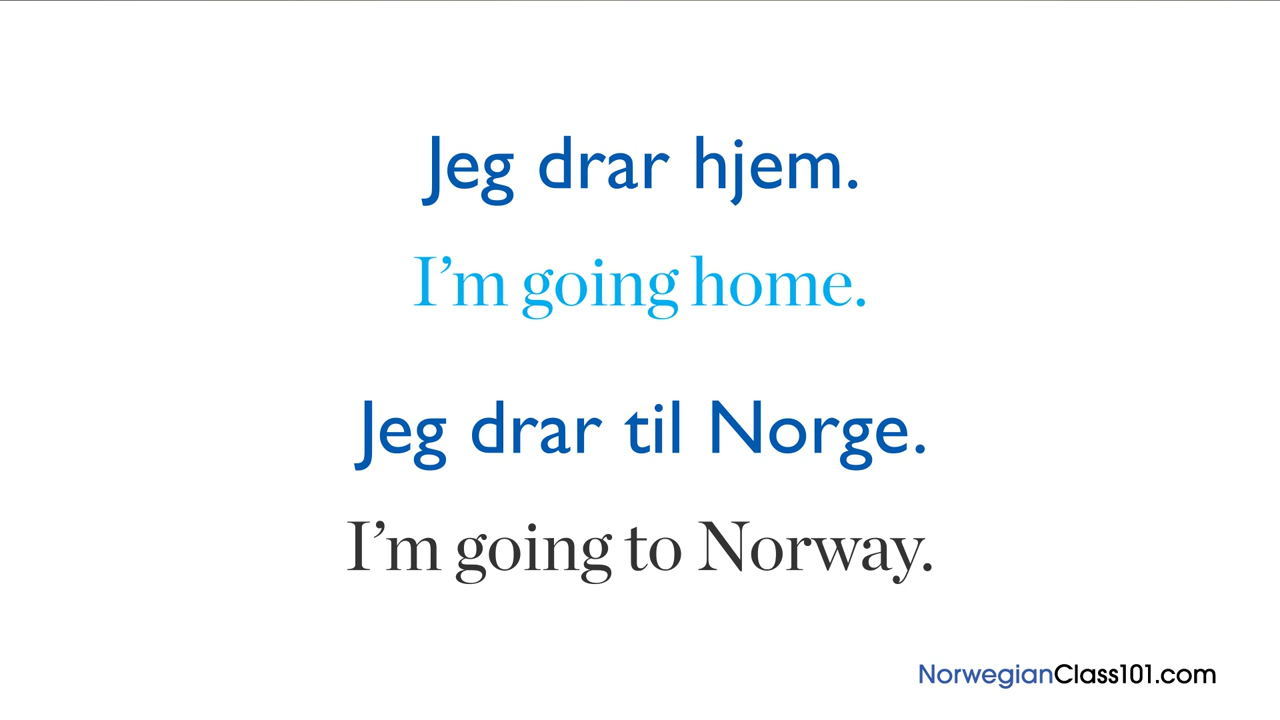 Jeg drar hjem.
I’m going home.
Jeg drar til Norge.
I’m going to Norway.
NorwegianClass101.com